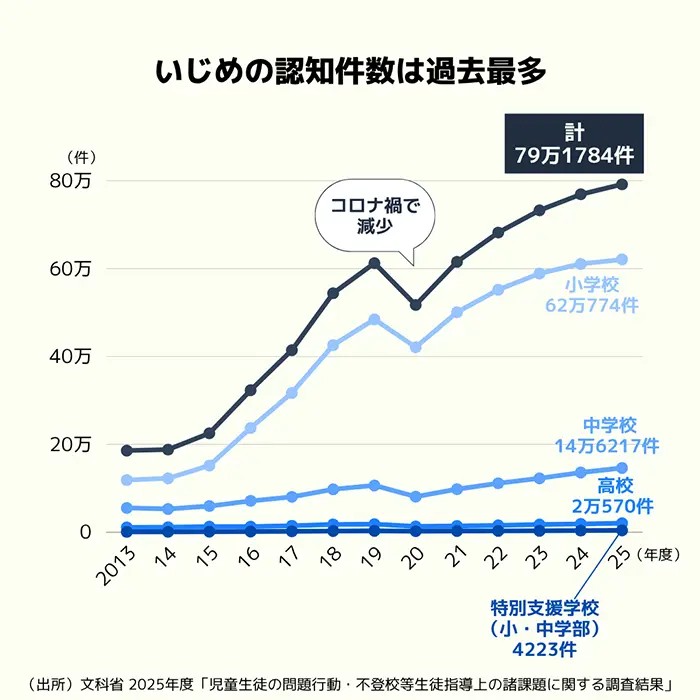 いじめの認知件数は過去最多
計
79万1784件
（件）
80万
コロナ禍で
減少
60万
小学校
62万774件
40万
20万
中学校
14万6217件
高校
2万570件
0
2013 14 15 16 17 18 19 20 21 22 23 24 25（年度）
特別支援学校
（小・中学部）
4223件
（出所）文科省 2025年度「児童生徒の問題行動・不登校等生徒指導上の諸課題に関する調査結果」